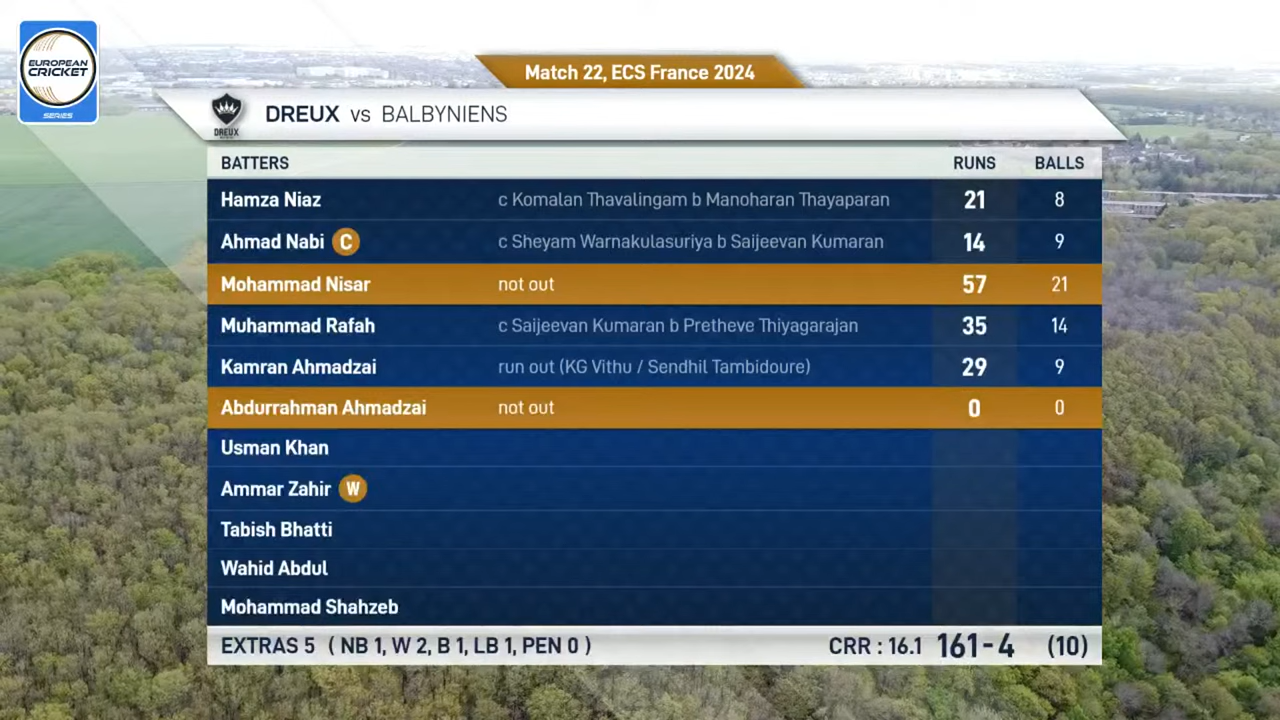 EUROPEAN
CRICKET
SERIES
Match 22, ECS France 2024
DREUX
DREUX vs BALBYNIENS
BATTERS RUNS BALLS
Hamza Niaz c Komalan Thavalingam b Manoharan Thayaparan 21 8
Ahmad Nabi C c Sheyam Warnakulasuriya b Saijeevan Kumaran 14 9
Mohammad Nisar not out 57 21
Muhammad Rafah c Saijeevan Kumaran b Pretheve Thiyagarajan 35 14
Kamran Ahmadzai run out (KG Vithu / Sendhil Tambidoure) 29 9
Abdurrahman Ahmadzai not out 0 0
Usman Khan
Ammar Zahir W
Tabish Bhatti
Wahid Abdul
Mohammad Shahzeb
EXTRAS 5 ( NB 1, W 2, B 1, LB 1, PEN 0 ) CRR : 16.1 161-4 (10)